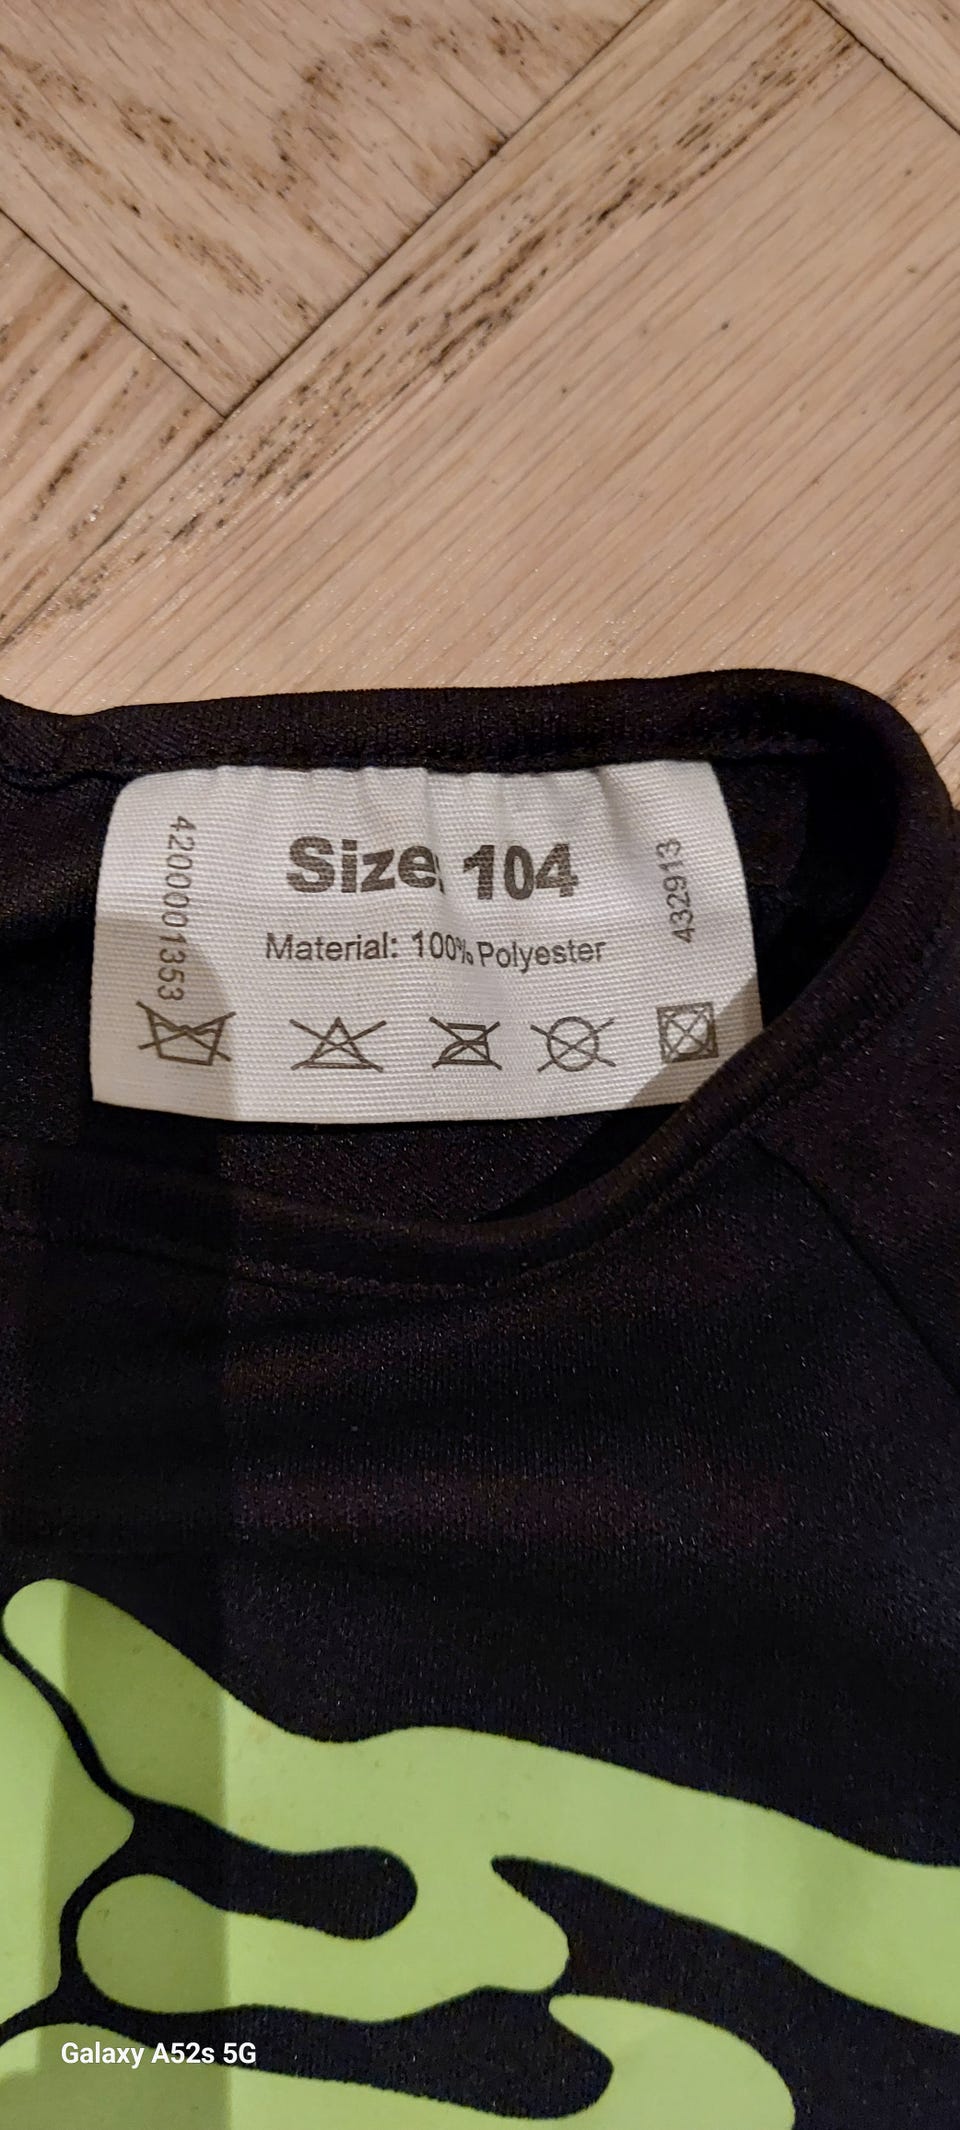 Size: 104
Material: 100% Polyester
4200001353
432913
Galaxy A52s 5G